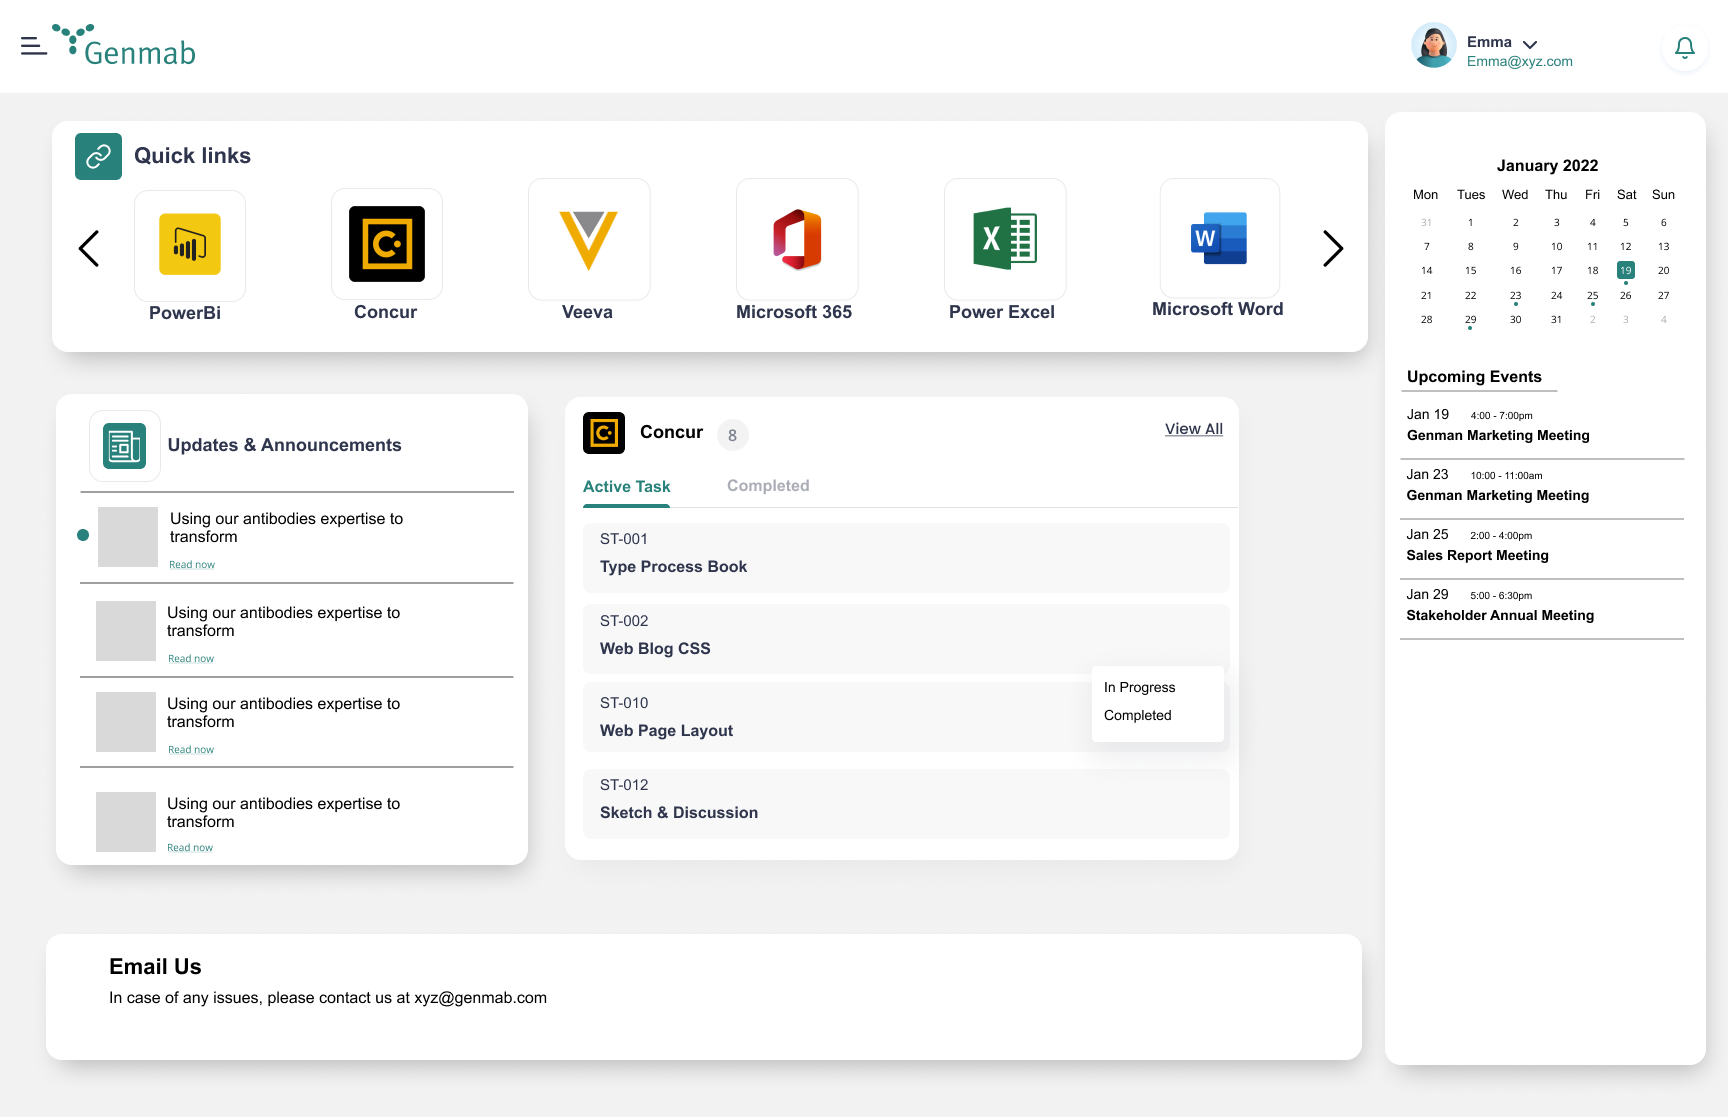 Genmab
Emma
Emma@xyz.com
Quick links
PowerBi
Concur
Veeva
Microsoft 365
X
Power Excel
W
Microsoft Word
Updates & Announcements
Using our antibodies expertise to
transform
Read now
Using our antibodies expertise to
transform
Read now
Using our antibodies expertise to
transform
Read now
Using our antibodies expertise to
transform
Read now
Concur 8
View All
Active Task Completed
ST-001
Type Process Book
ST-002
Web Blog CSS
ST-010
Web Page Layout
In Progress
Completed
ST-012
Sketch & Discussion
Email Us
In case of any issues, please contact us at xyz@genmab.com
January 2022
Mon Tues Wed Thu Fri Sat Sun
31 1 2 3 4 5 6
7 8 9 10 11 12 13
14 15 16 17 18 19 20
21 22 23 24 25 26 27
28 29 30 31 2 3 4
Upcoming Events
Jan 19 4:00 - 7:00pm
Genman Marketing Meeting
Jan 23 10:00 - 11:00am
Genman Marketing Meeting
Jan 25 2:00 - 4:00pm
Sales Report Meeting
Jan 29 5:00 - 6:30pm
Stakeholder Annual Meeting